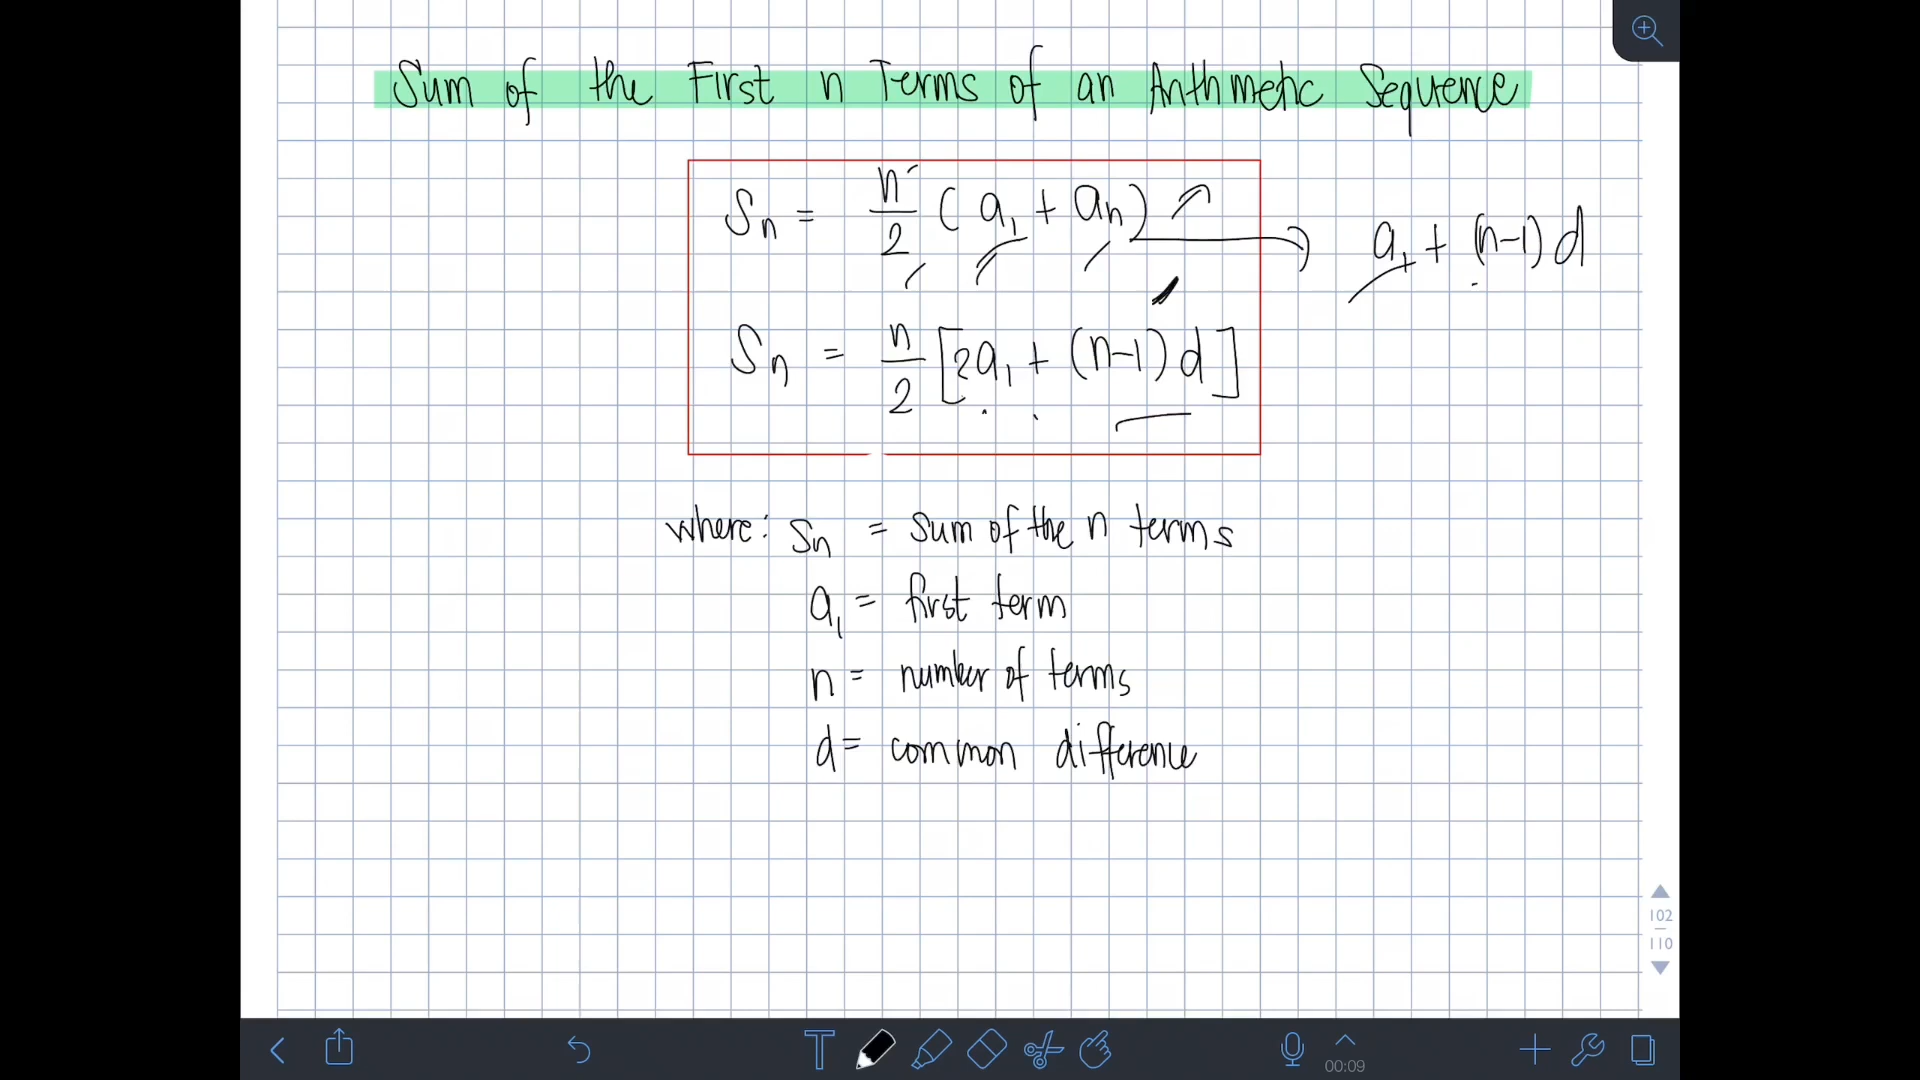 Sum of the First n Terms of an Arithmetic Sequence
Sn = n/2 (a₁ + an) → a₁ + (n-1) d
Sn = n/2 [2a₁ + (n-1) d]
where: Sn = sum of the n terms
a₁ = first term
n = number of terms
d = common difference
102
110
T
00:09